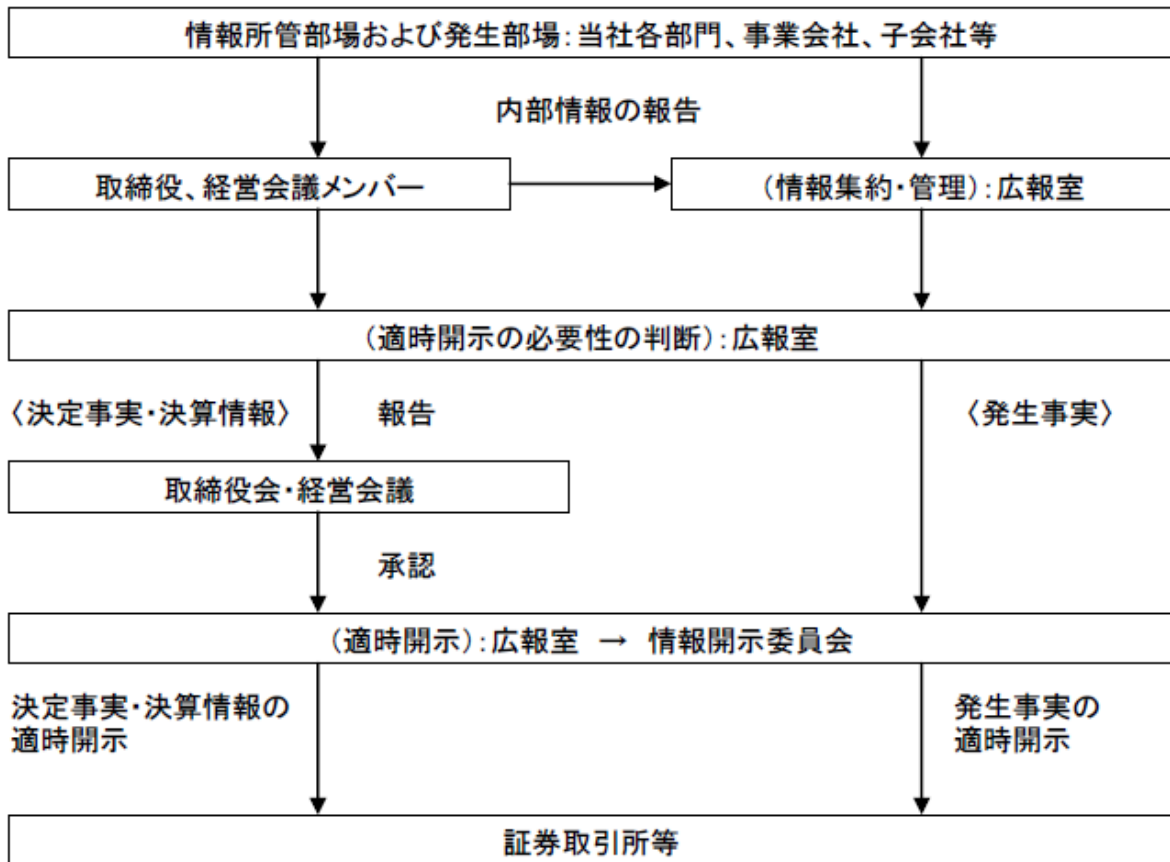 情報所管部場および発生部場：当社各部門、事業会社、子会社等
内部情報の報告
取締役、経営会議メンバー
（情報集約・管理）：広報室
（適時開示の必要性の判断）：広報室
〈決定事実・決算情報〉
報告
〈発生事実〉
取締役会・経営会議
承認
（適時開示）：広報室 → 情報開示委員会
決定事実・決算情報の
適時開示
発生事実の
適時開示
証券取引所等